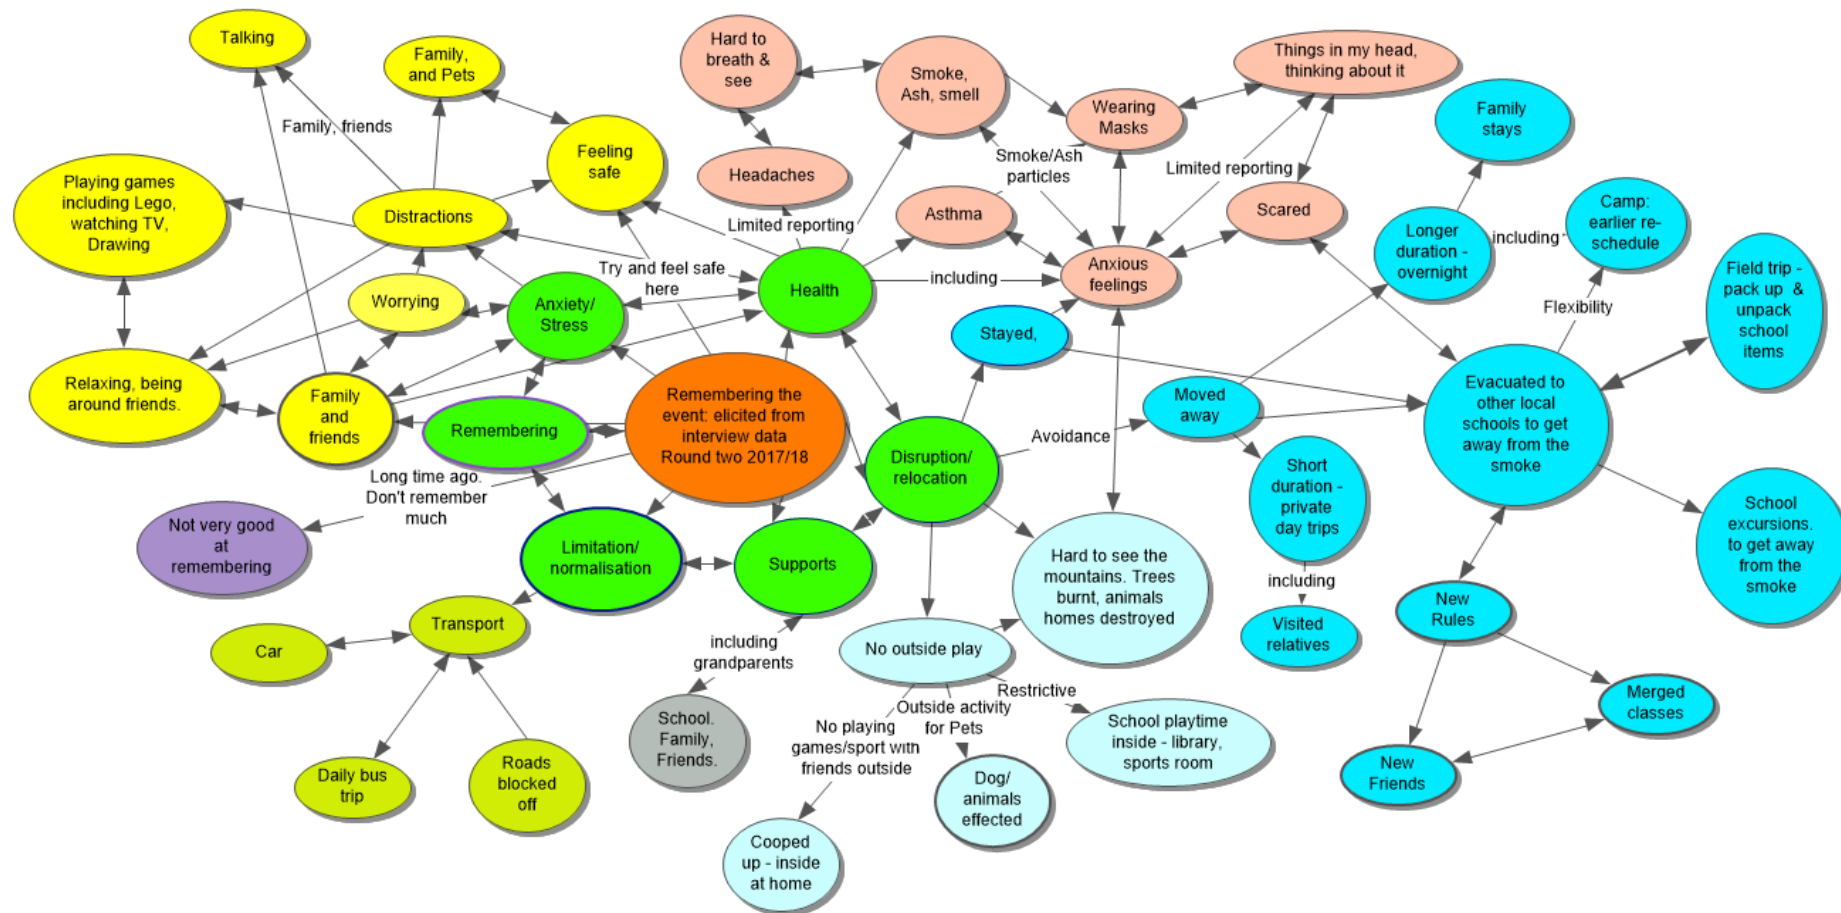 Talking
Family,
and Pets
Family, friends
Feeling
safe
Playing games
including Lego,
watching TV,
Drawing
Distractions
Worrying
Relaxing, being
around friends.
Family
and
friends
Anxiety/
Stress
Try and feel safe
here
Hard to
breath &
see
Smoke,
Ash, smell
Headaches
Limited reporting
Asthma
Smoke/Ash
particles
Wearing
Masks
Things in my head,
thinking about it
Limited reporting
Scared
Anxious
feelings
Health
including
Family
stays
Longer
duration -
overnight
including
Camp:
earlier re-
schedule
Flexibility
Field trip -
pack up  &
unpack
school
items
Stayed,
Moved
away
Avoidance
Evacuated to
other local
schools to get
away from the
smoke
Remembering
Remembering the
event: elicited from
interview data
Round two 2017/18
Disruption/
relocation
Long time ago.
Don't remember
much
Not very good
at
remembering
Limitation/
normalisation
Supports
Short
duration -
private
day trips
including
Visited
relatives
School
excursions.
to get away
from the
smoke
Hard to see the
mountains. Trees
burnt, animals
homes destroyed
Transport
Car
Daily bus
trip
Roads
blocked
off
including
grandparents
School.
Family,
Friends.
No outside play
Restrictive
Outside activity
for Pets
No playing
games/sport with
friends outside
School playtime
inside - library,
sports room
Dog/
animals
effected
Cooped
up - inside
at home
New
Rules
Merged
classes
New
Friends